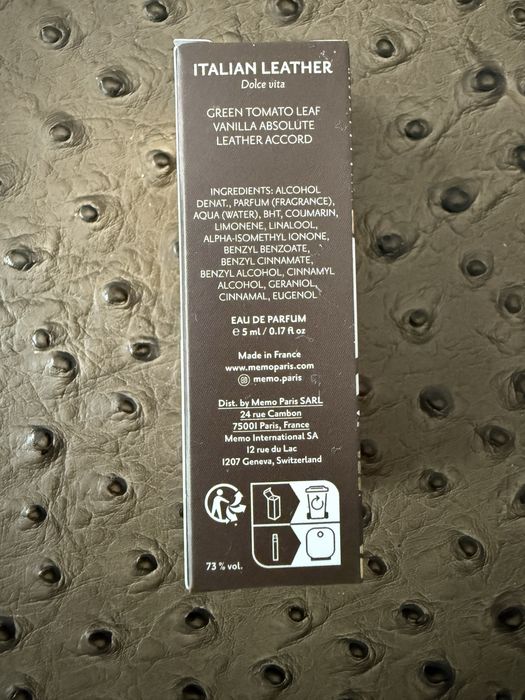 ITALIAN LEATHER
Dolce vita
GREEN TOMATO LEAF
VANILLA ABSOLUTE
LEATHER ACCORD
INGREDIENTS: ALCOHOL
DENAT., PARFUM (FRAGRANCE),
AQUA (WATER), BHT, COUMARIN,
LIMONENE, LINALOOL,
ALPHA-ISOMETHYL IONONE,
BENZYL BENZOATE,
BENZYL CINNAMATE,
BENZYL ALCOHOL, CINNAMYL
ALCOHOL, GERANIOL,
CINNAMAL, EUGENOL
EAU DE PARFUM
℮ 5 ml / 0.17 fl oz
Made in France
www.memoparis.com
memo.paris
Dist. by Memo Paris SARL
24 rue Cambon
75001 Paris, France
Memo International SA
12 rue du Lac
1207 Geneva, Switzerland
73 % vol.